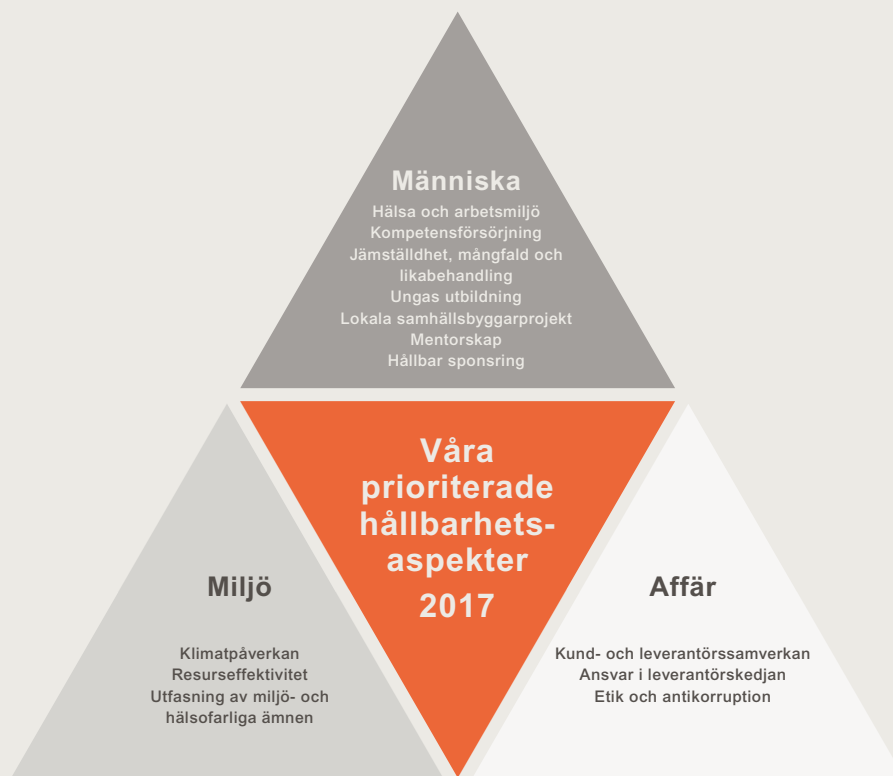 Människa
Hälsa och arbetsmiljö
Kompetensförsörjning
Jämställdhet, mångfald och
likabehandling
Ungas utbildning
Lokala samhällsbyggarprojekt
Mentorskap
Hållbar sponsring
Våra
prioriterade
hållbarhets-
aspekter
2017
Miljö
Klimatpåverkan
Resurseffektivitet
Utfasning av miljö- och
hälsofarliga ämnen
Affär
Kund- och leverantörssamverkan
Ansvar i leverantörskedjan
Etik och antikorruption